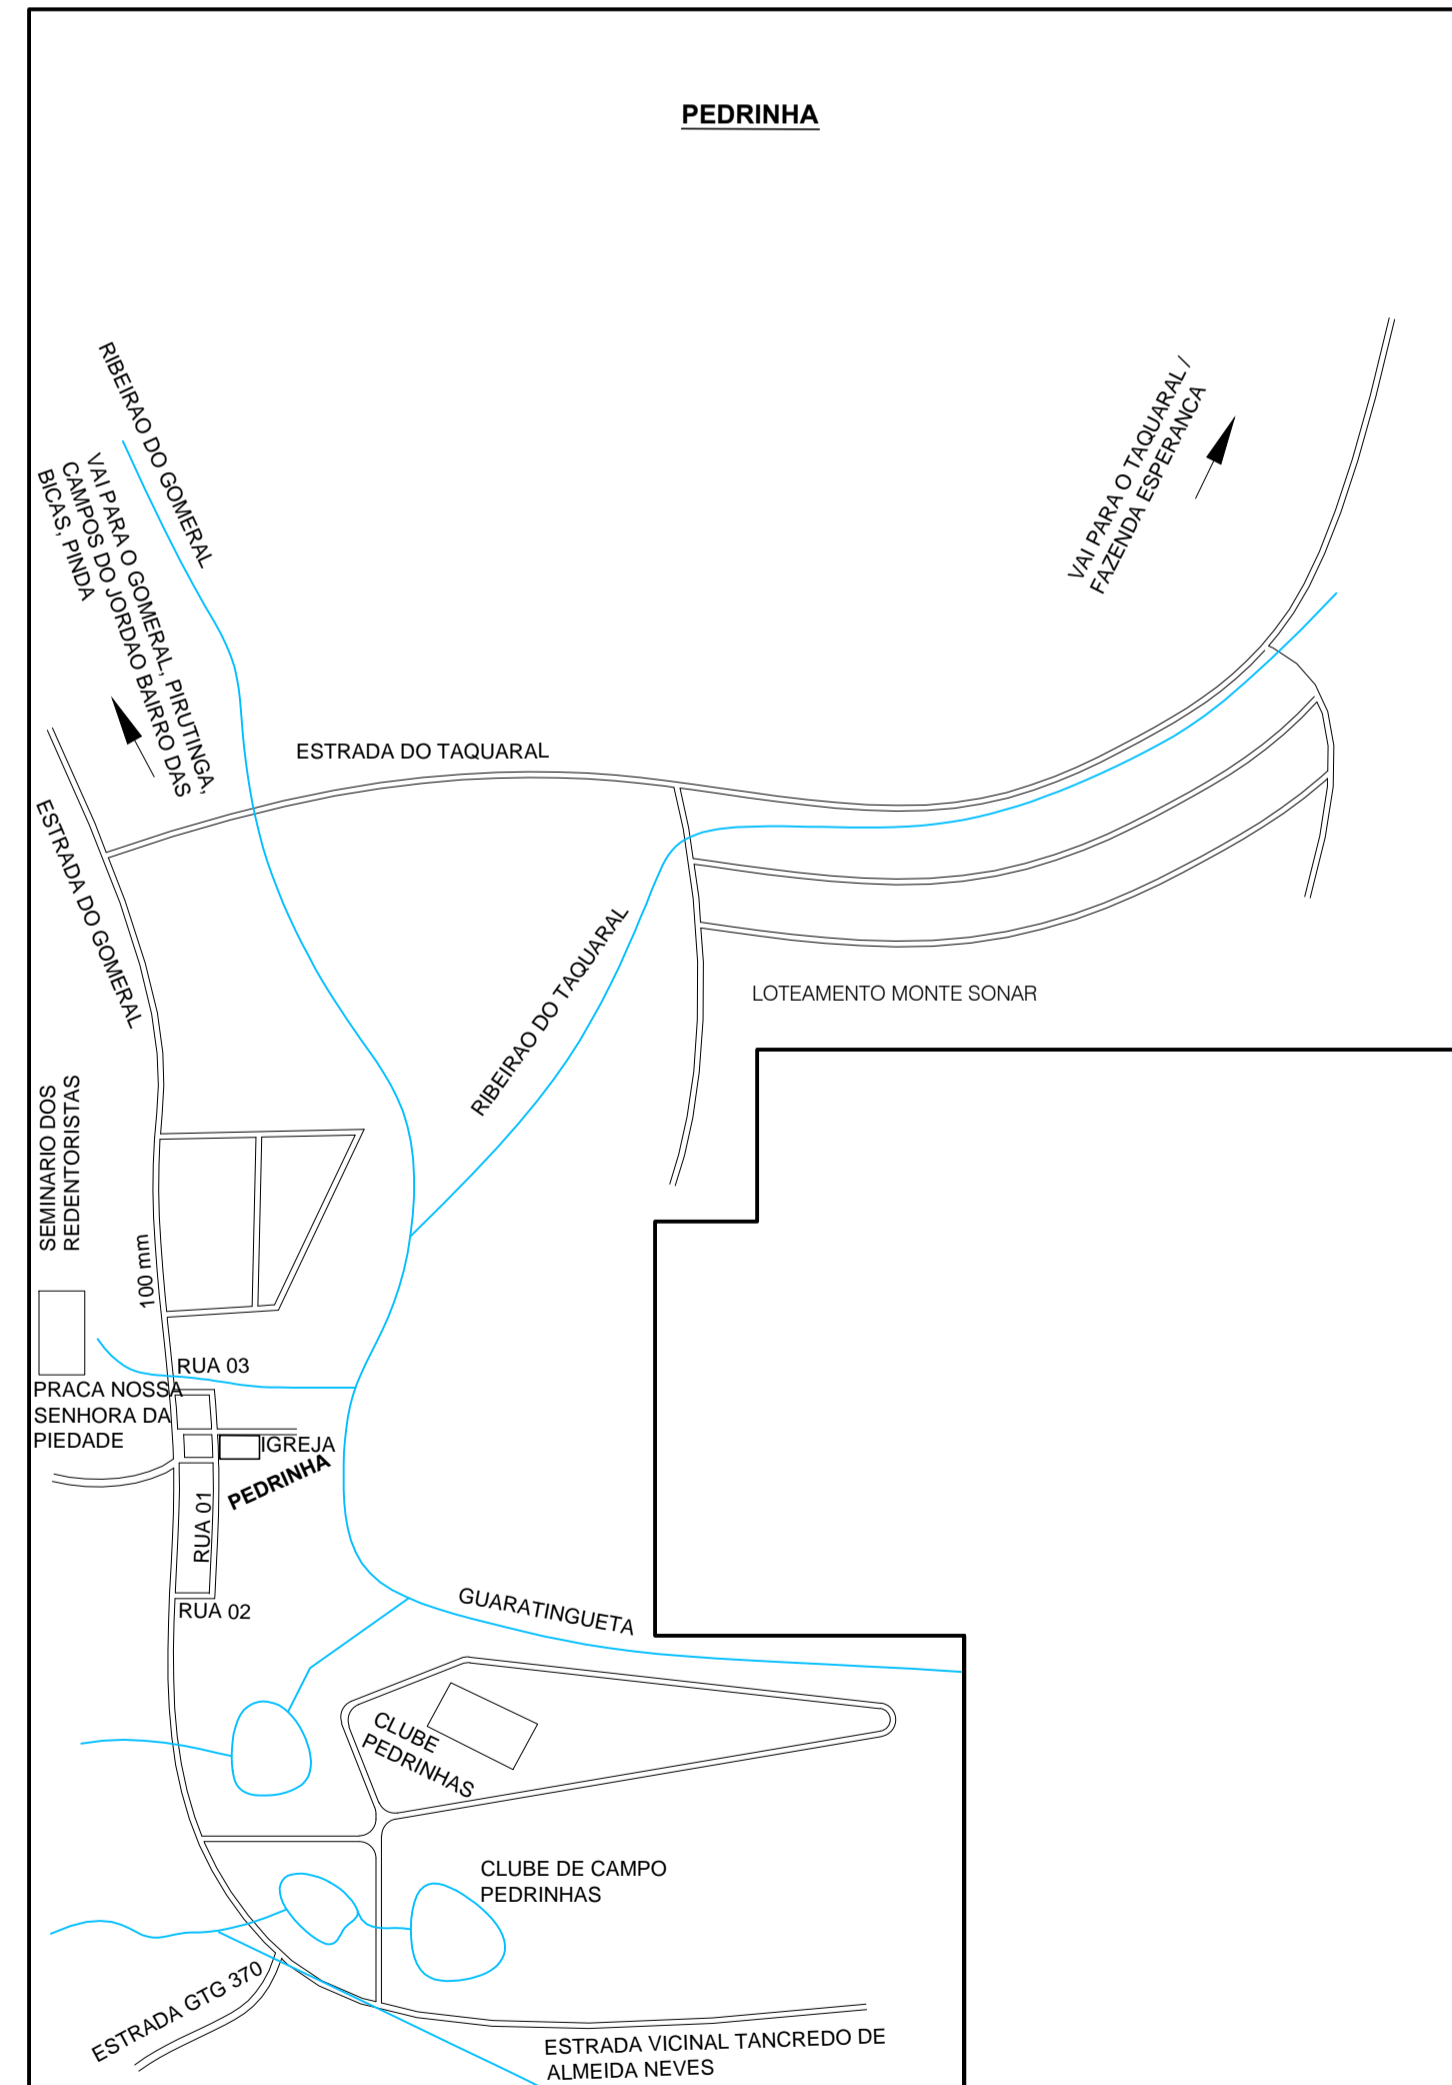 PEDRINHA
RIBEIRAO DO GOMERAL
VAI PARA O GOMERAL, PIRUTINGA,
CAMPOS DO JORDAO BAIRRO DAS
BICAS, PINDA
VAI PARA O TAQUARAL /
FAZENDA ESPERANCA
ESTRADA DO TAQUARAL
ESTRADA DO GOMERAL
RIBEIRAO DO TAQUARAL
LOTEAMENTO MONTE SONAR
SEMINARIO DOS
REDENTORISTAS
100 mm
RUA 03
PRACA NOSSA
SENHORA DA
PIEDADE
IGREJA
PEDRINHA
RUA 01
RUA 02
GUARATINGUETA
CLUBE
PEDRINHAS
CLUBE DE CAMPO
PEDRINHAS
ESTRADA GTG 370
ESTRADA VICINAL TANCREDO DE
ALMEIDA NEVES